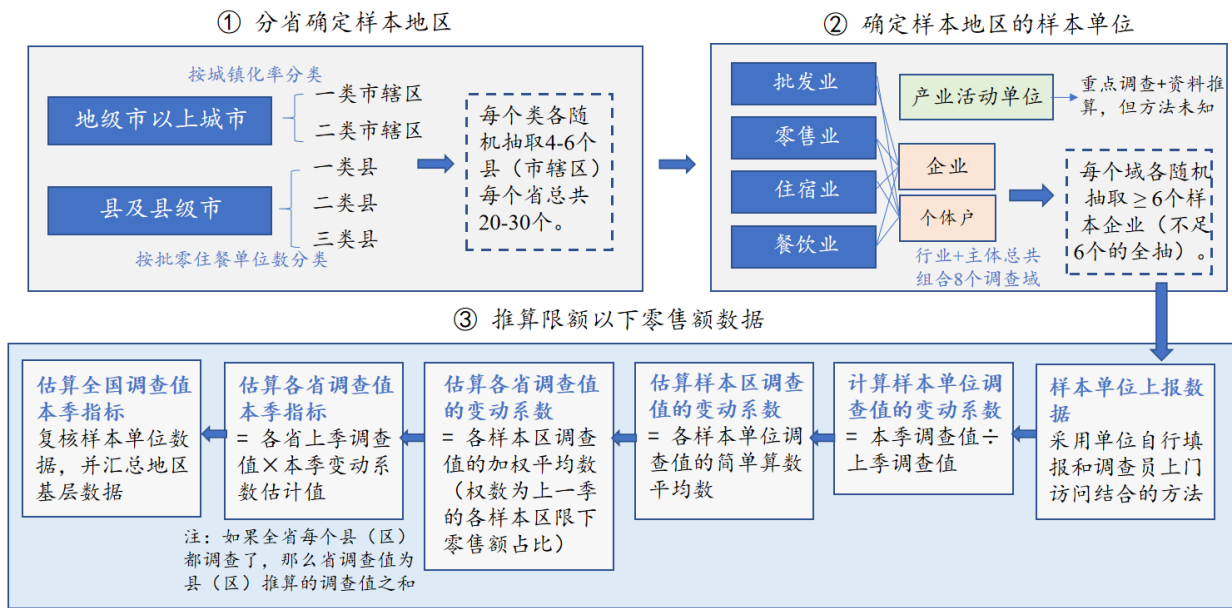 ① 分省确定样本地区
按城镇化率分类
地级市以上城市
一类市辖区
二类市辖区
县及县级市
一类县
二类县
三类县
按批零住餐单位数分类
每个类各随
机抽取4-6个
县（市辖区）
每个省总共
20-30个。
② 确定样本地区的样本单位
批发业
零售业
住宿业
餐饮业
产业活动单位
重点调查+资料推
算，但方法未知
企业
个体户
行业+主体总共
组合8个调查域
每个域各随机
抽取≥6个样
本企业（不足
6个的全抽）。
③ 推算限额以下零售额数据
样本单位上报数
据
采用单位自行填
报和调查员上门
访问结合的方法
计算样本单位调
查值的变动系数
= 本季调查值÷
上季调查值
估算样本区调查
值的变动系数
= 各样本单位调
查值的简单算数
平均数
估算各省调查值
的变动系数
= 各样本区调查
值的加权平均数
（权数为上一季
的各样本区限下
零售额占比）
估算各省调查值
本季指标
= 各省上季调查
值×本季变动系
数估计值
估算全国调查值
本季指标
复核样本单位数
据，并汇总地区
基层数据
注：如果全省每个县（区）
都调查了，那么省调查值为
县（区）推算的调查值之和